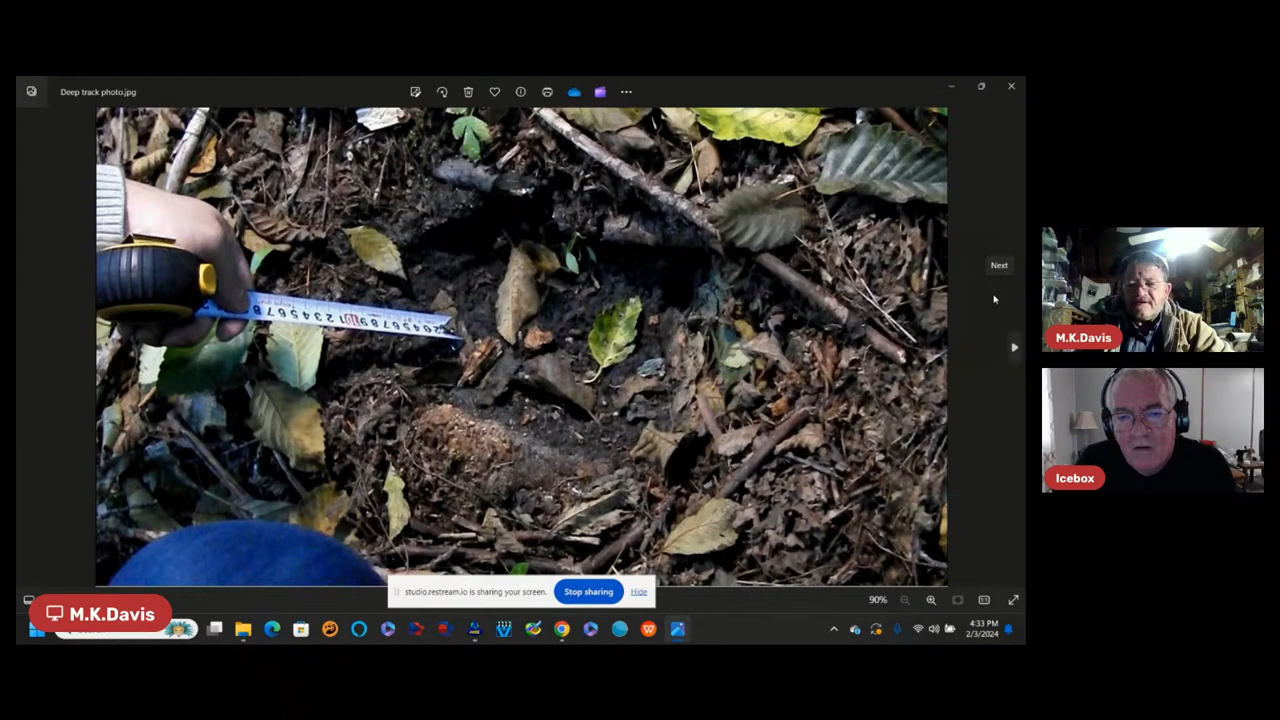 Deep track photo.jpg
Next
M.K.Davis
Icebox
studio.restream.io is sharing your screen.
Stop sharing
Hide
90%
M.K.Davis
4:33 PM
2/3/2024